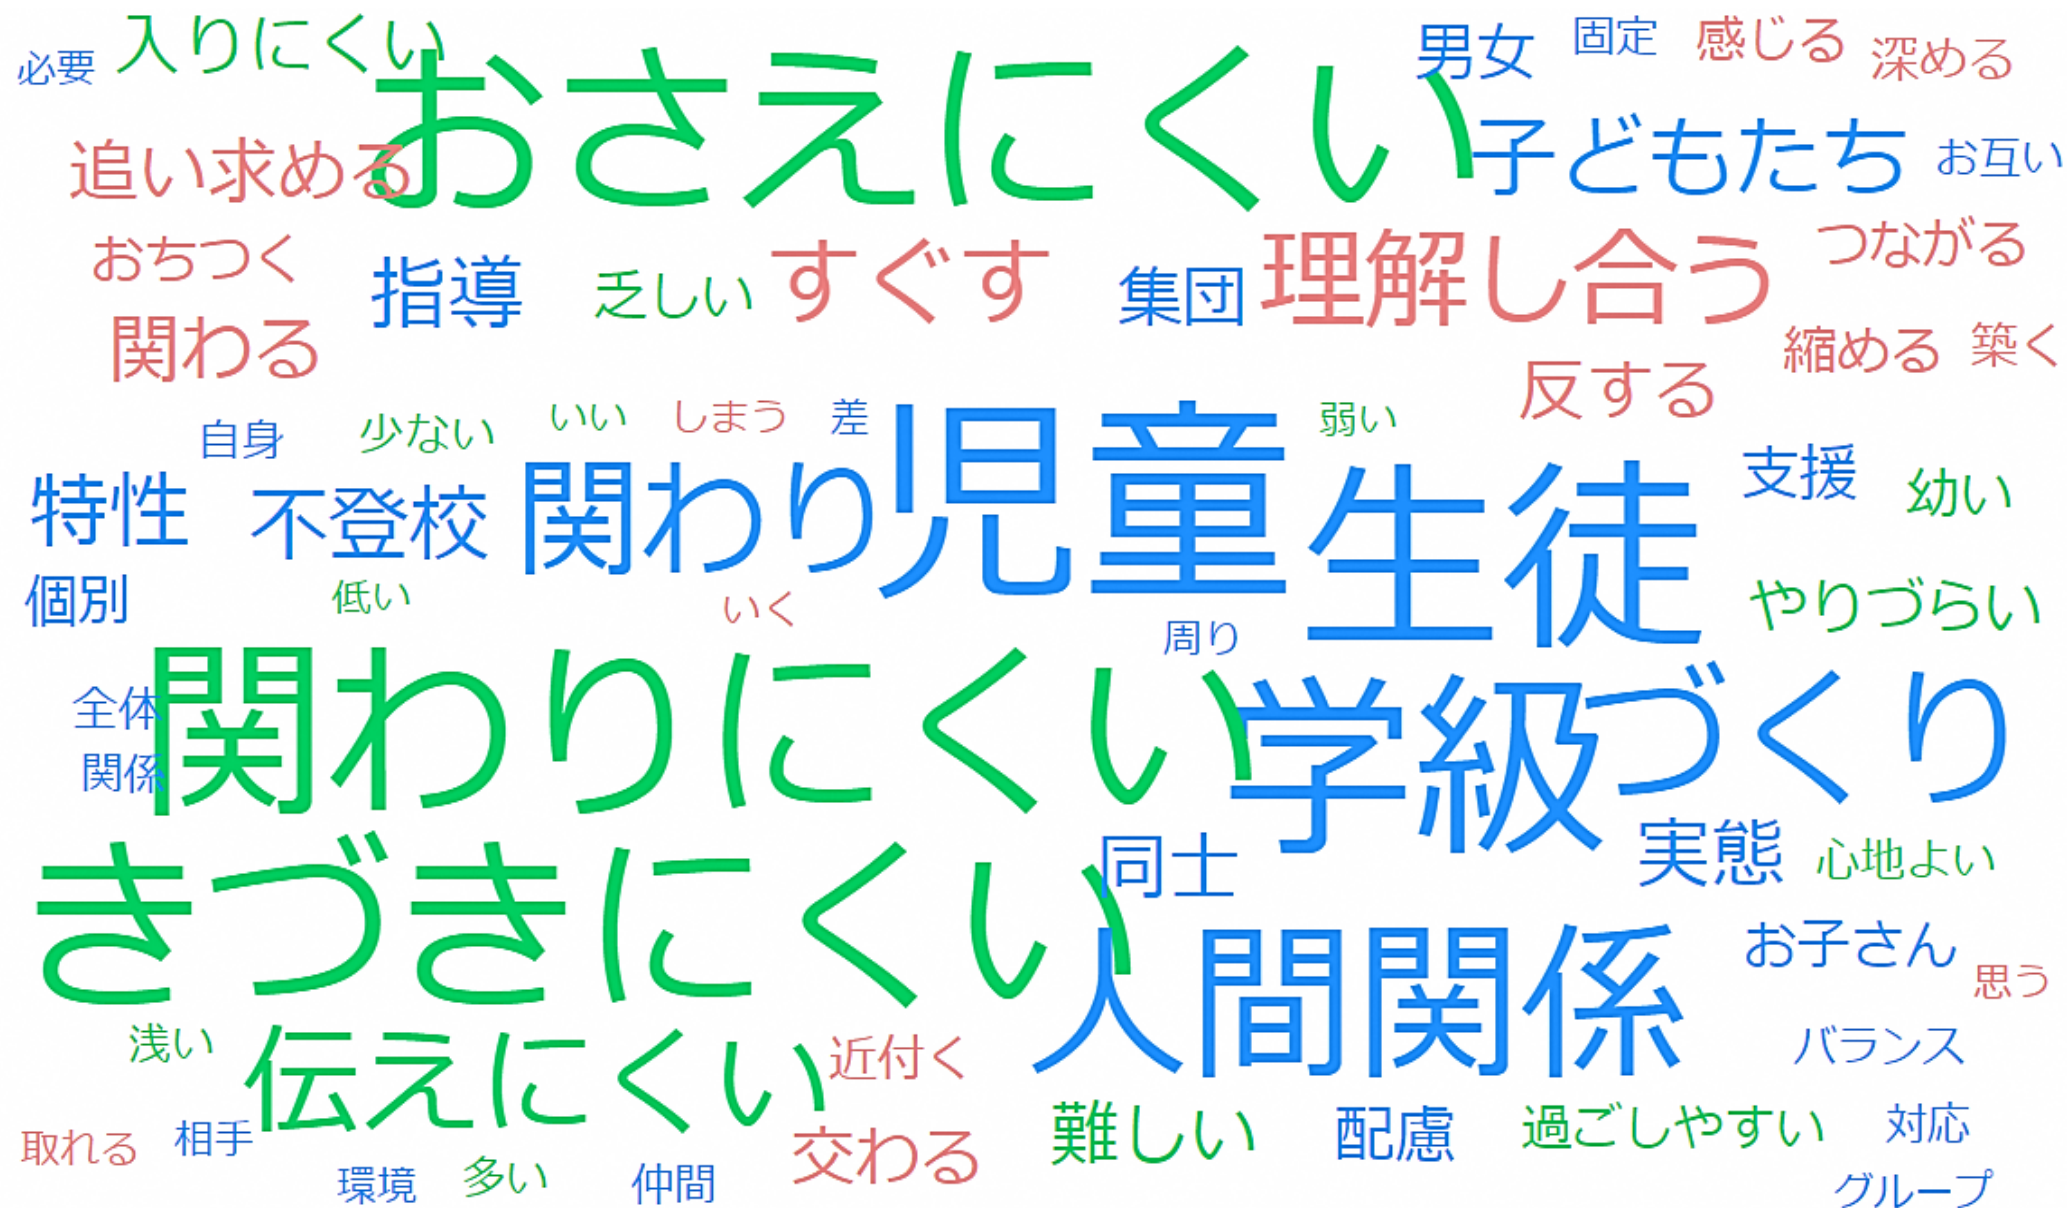 必要 入りにくい おさえにくい 男女 固定 感じる 深める
追い求める 子どもたち お互い
おちつく 指導 乏しい すぐす 集団 理解し合う つながる
関わる 反する 縮める 築く
自身 少ない いい しまう 差 児童 弱い
特性 不登校 関わり 生徒 支援 幼い
個別 低い いく 周り やりづらい
全体 関わりにくい 学級づくり
関係
きづきにくい 同士 実態 心地よい
人間関係 お子さん 思う
浅い 伝えにくい 近付く バランス
取れる 相手 交わる 難しい 配慮 過ごしやすい 対応
環境 多い 仲間 グループ